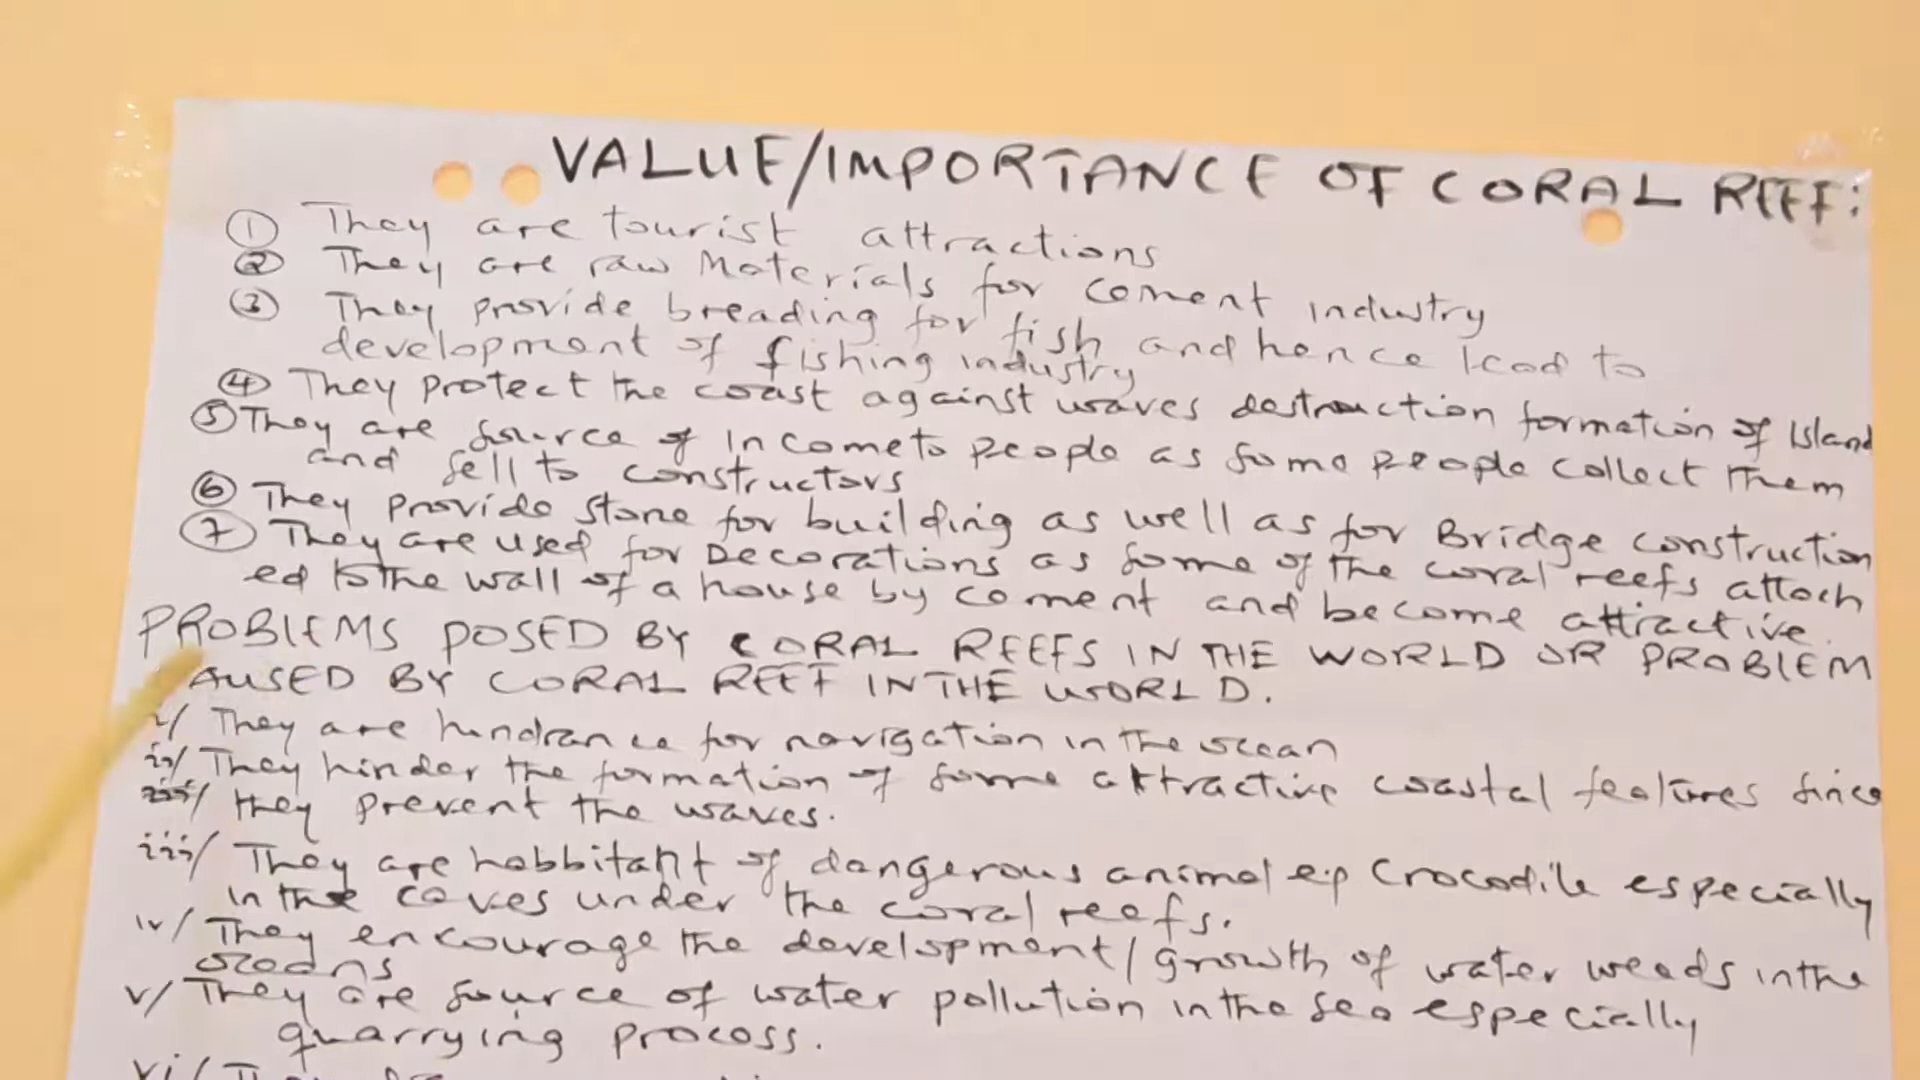 VALUE/IMPORTANCE OF CORAL REEF:
① They are tourist attractions
② They are raw Materials for cement industry
③ They provide breading for fish and hence lead to
development of fishing industry
④ They protect the coast against waves destruction formation of Island
⑤ They are source of income to people as some people collect them
and sell to constructors
⑥ They provide stone for building as well as for Bridge construction
⑦ They are used for Decorations as some of the coral reefs attach
ed to the wall of a house by cement and become attractive.
PROBLEMS POSED BY CORAL REEFS IN THE WORLD OR PROBLEM
AUSED BY CORAL REEF IN THE WORLD.
i/ They are hindrance for navigation in the ocean
ii/ They hinder the formation of some attractive coastal features since
they prevent the waves.
iii/ They are habbitant of dangerous animal eg Crocodile especially
in the caves under the coral reefs.
iv/ They encourage the development/growth of water weeds in the
oceans
v/ They are source of water pollution in the sea especially
quarrying process.
vi/